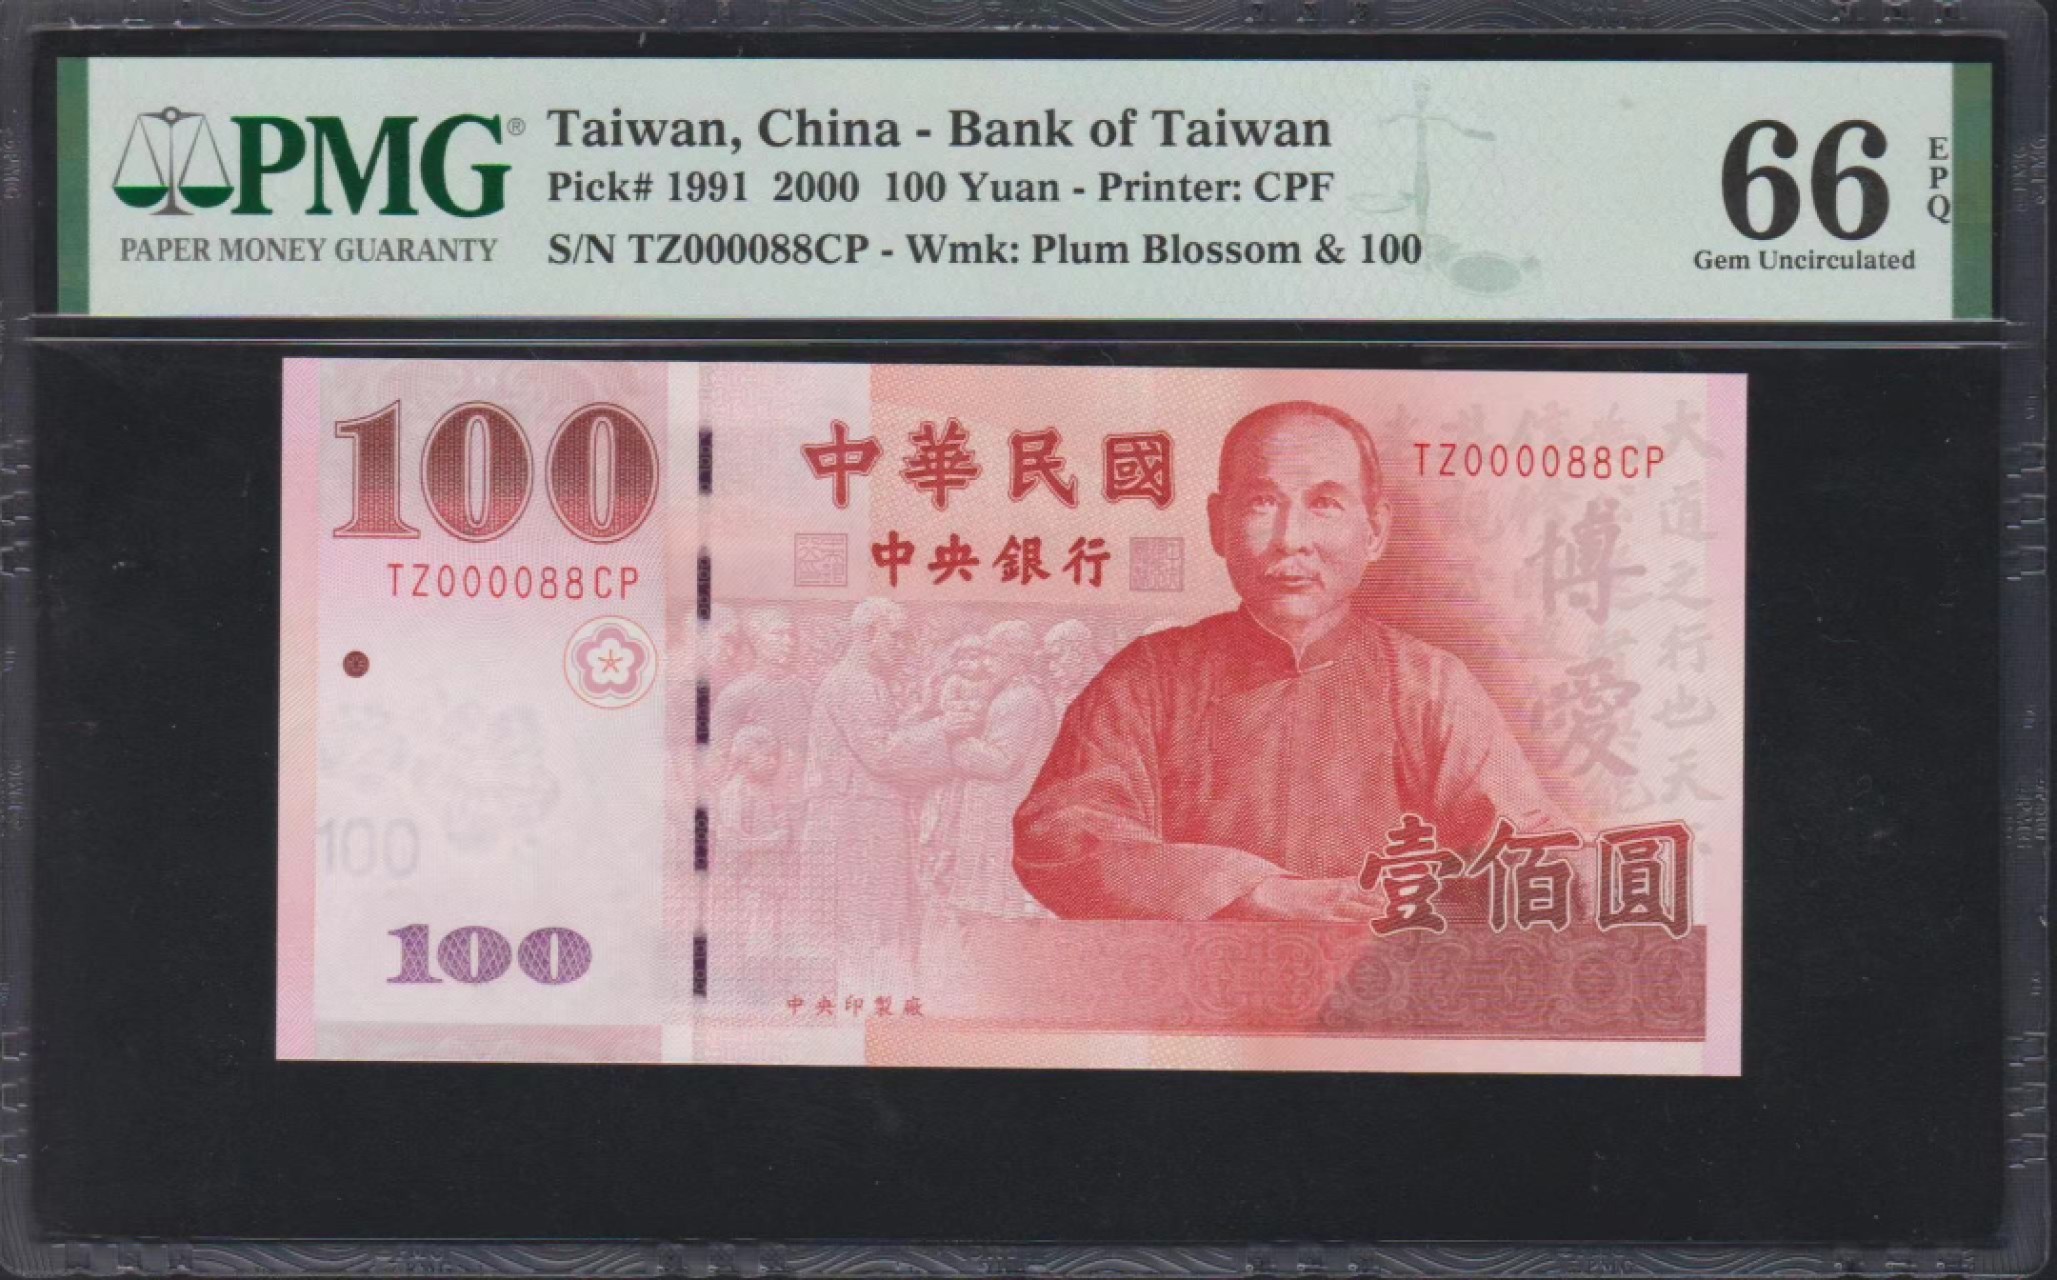 PMG®
PAPER MONEY GUARANTY
Taiwan, China - Bank of Taiwan
Pick# 1991 2000 100 Yuan - Printer: CPF
S/N TZ000088CP - Wmk: Plum Blossom & 100
66
EPQ
Gem Uncirculated
100
中華民國
TZ000088CP
中央銀行
TZ000088CP
博愛
大道之行也天
100
壹佰圓
100
中央印製廠